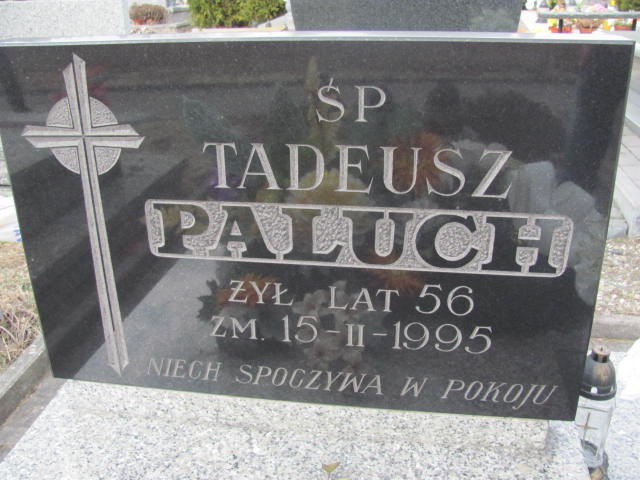 ŚP
TADEUSZ
PALUCH
ŻYŁ LAT 56
ZM. 15-II-1995
NIECH SPOCZYWA W POKOJU